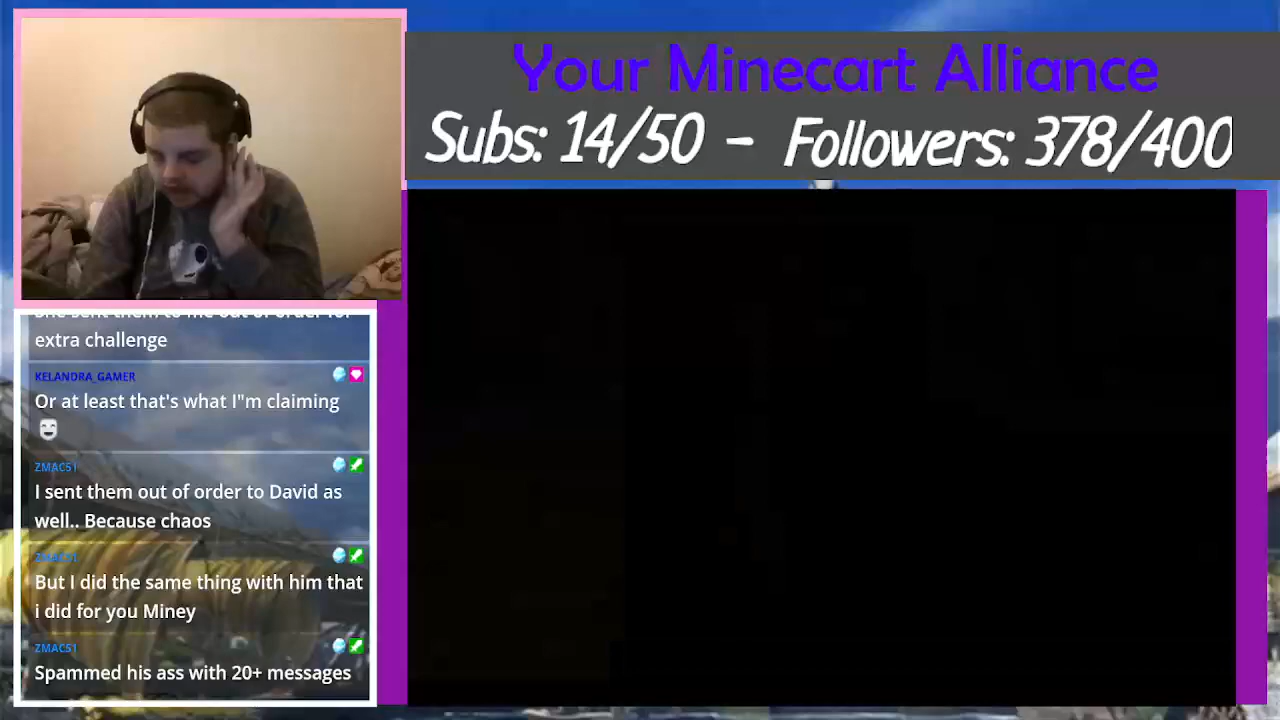 Your Minecart Alliance
Subs: 14/50 - Followers: 378/400
extra challenge
KELANDRA_GAMER
Or at least that's what I"m claiming
ZMAC51
I sent them out of order to David as
well.. Because chaos
ZMAC51
But I did the same thing with him that
i did for you Miney
ZMAC51
Spammed his ass with 20+ messages